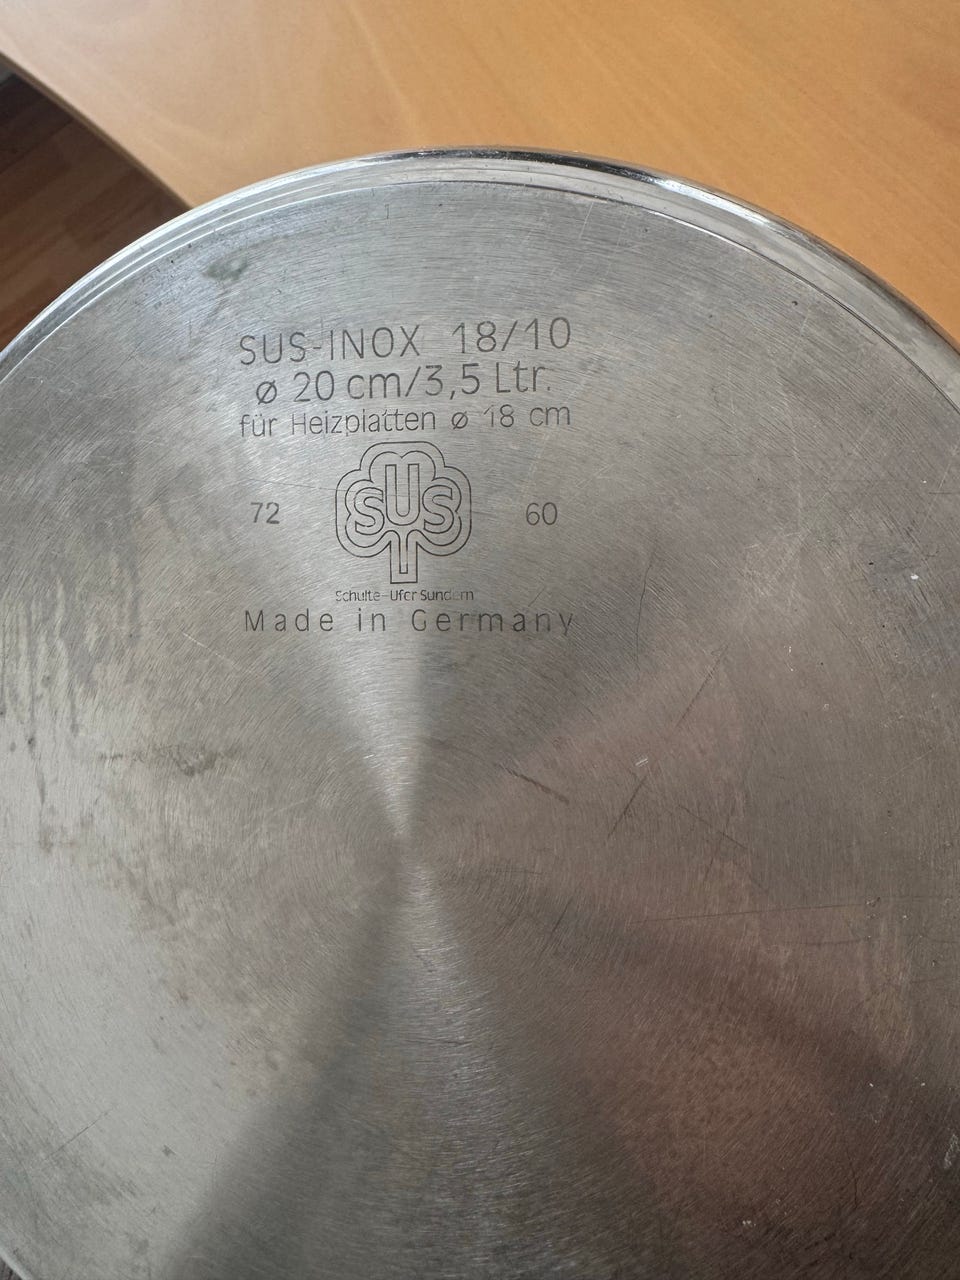 SUS-INOX 18/10
ø 20 cm/3,5 Ltr.
für Heizplatten ø 18 cm
SUS
72 60
Schulte-Ufer Sundern
Made in Germany